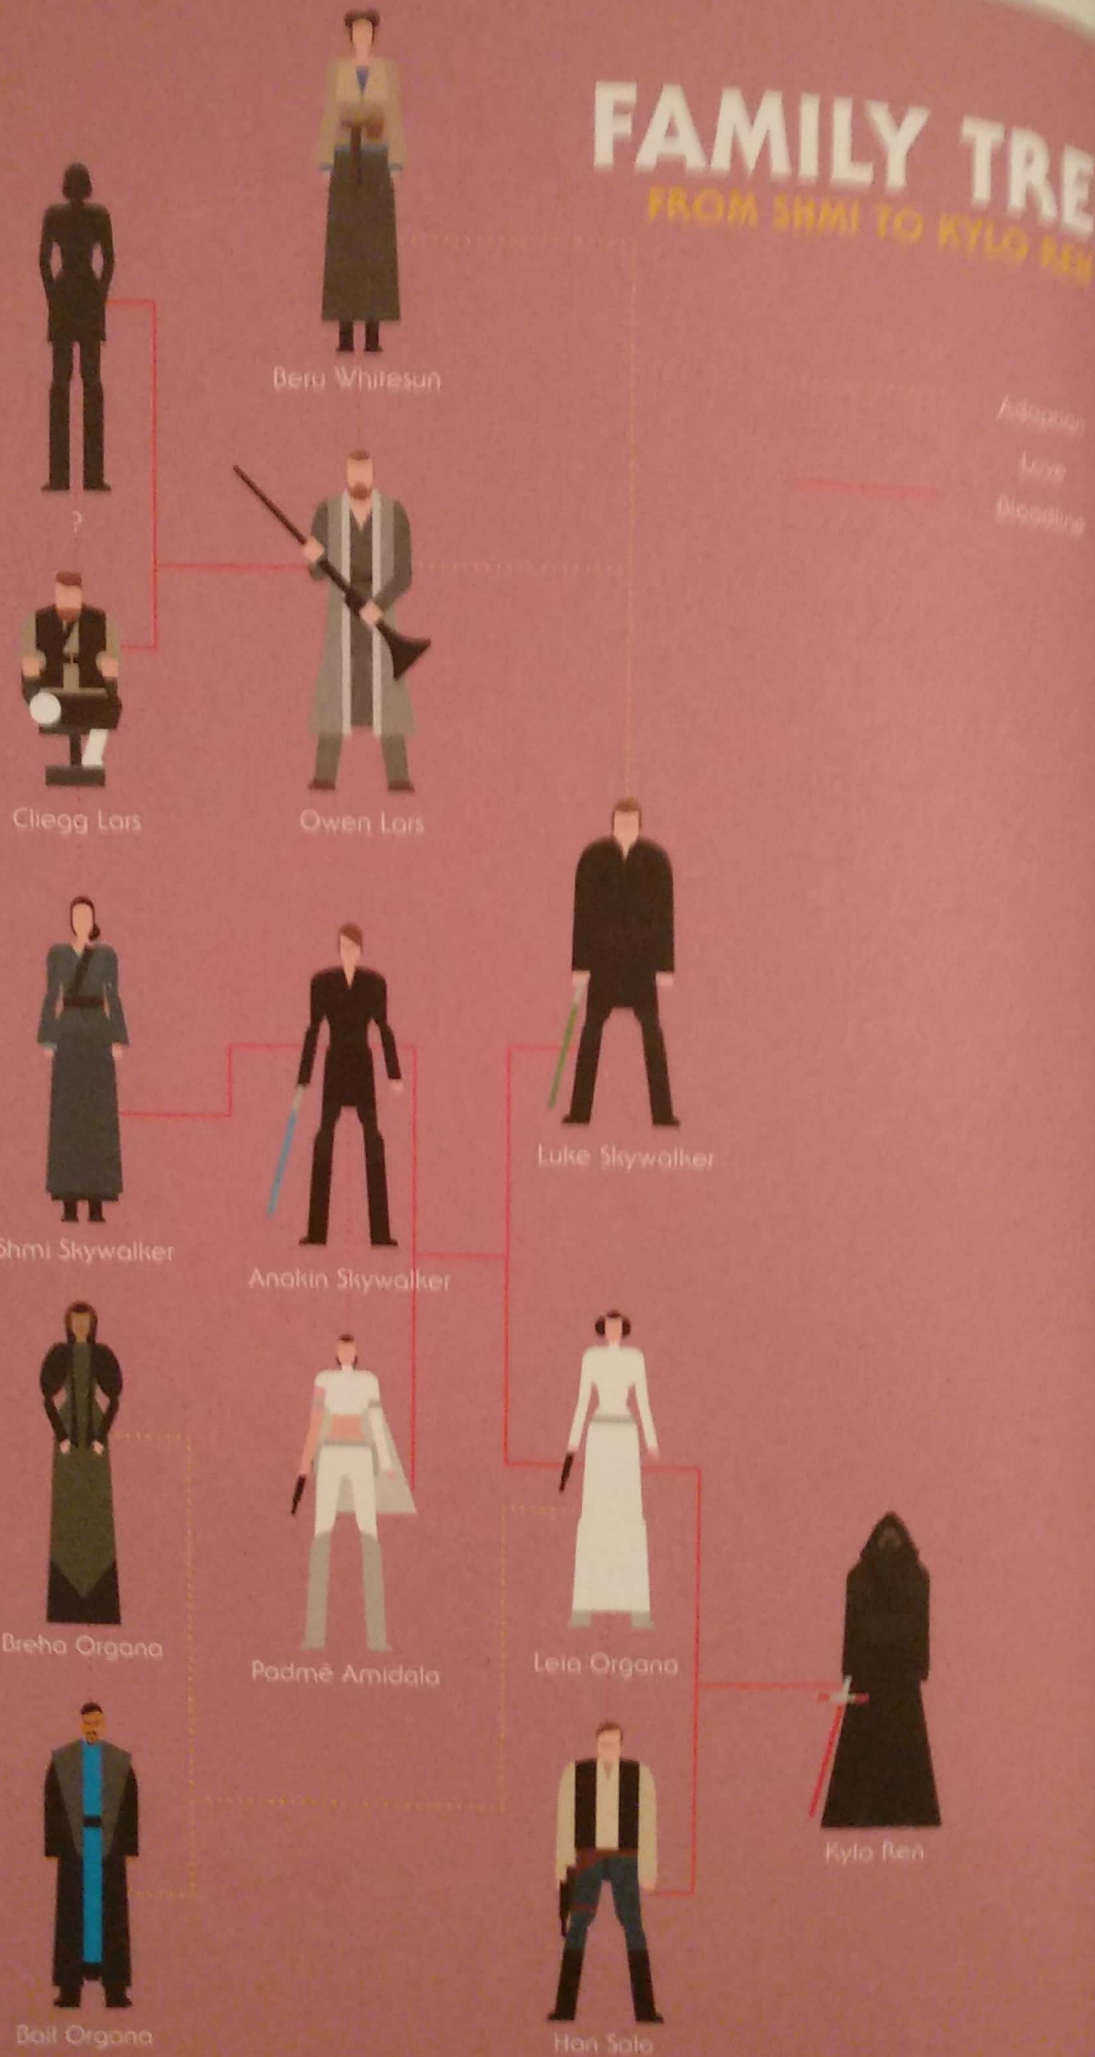 FAMILY TRE
FROM SHMI TO KYLO REN
Beru Whitesun
Adoption
Love
Bloodline
?
Cliegg Lars
Owen Lars
Luke Skywalker
Shmi Skywalker
Anakin Skywalker
Breha Organa
Padmé Amidala
Leia Organa
Kylo Ren
Bail Organa
Han Solo